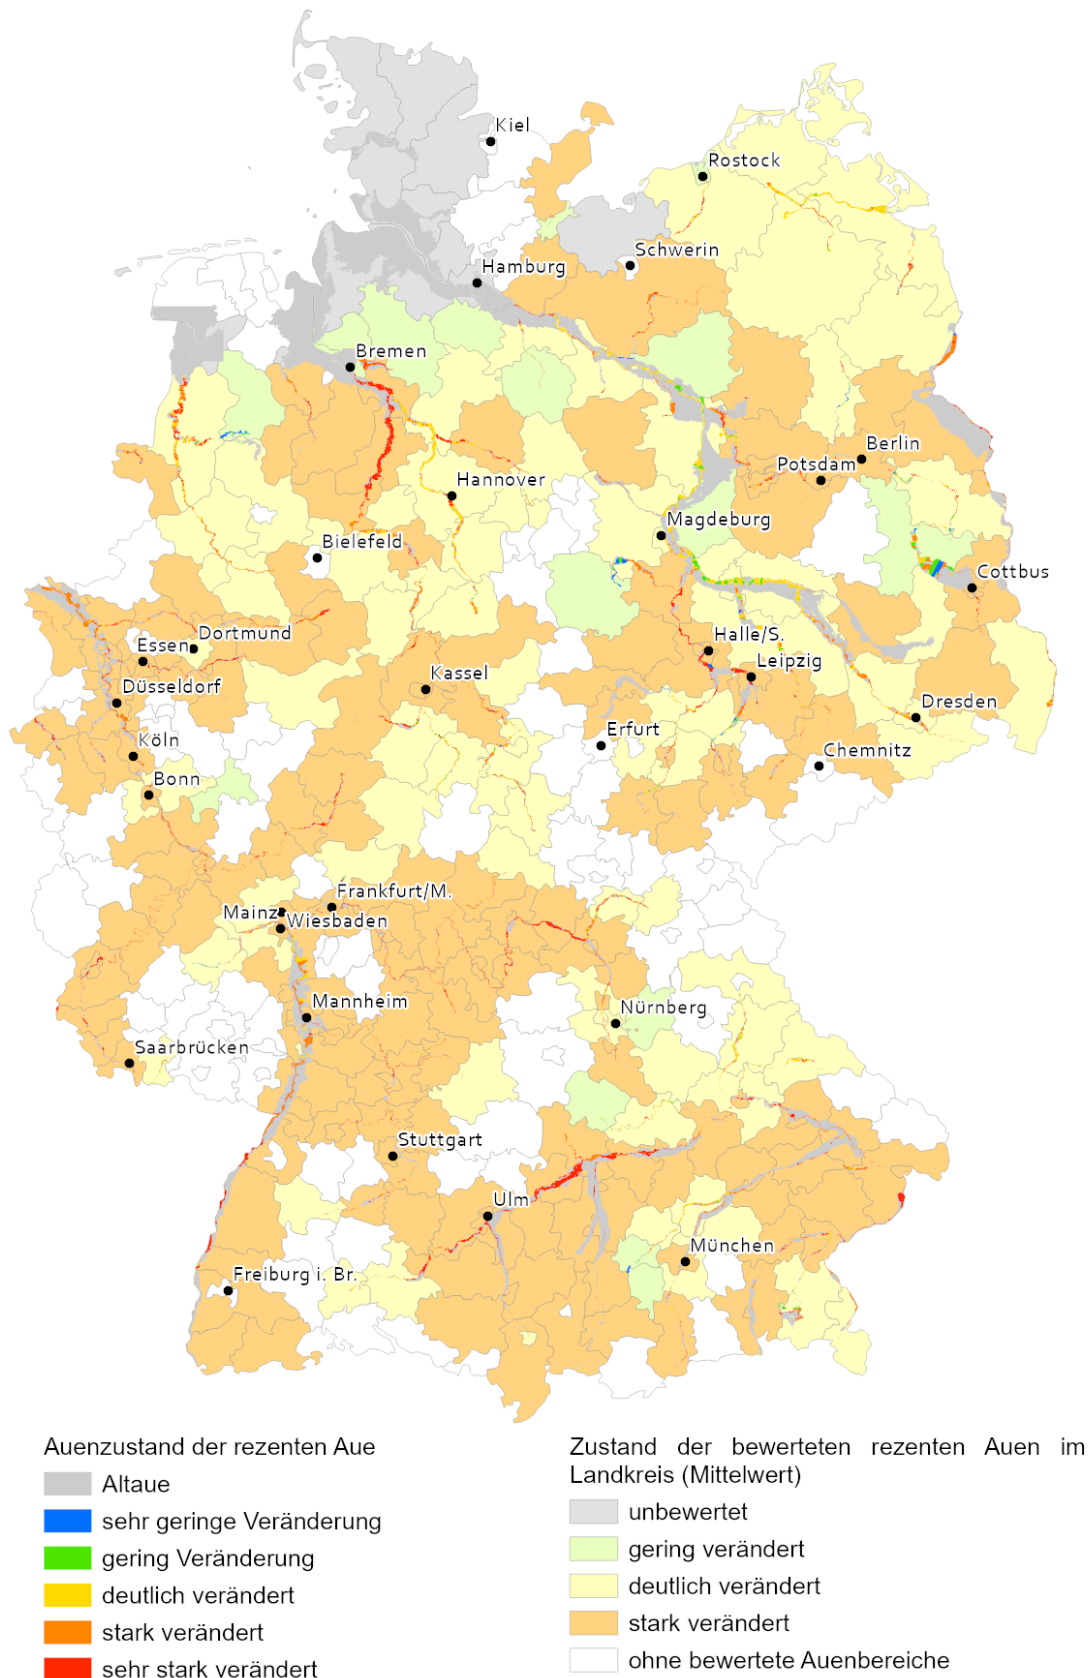 Kiel
Rostock
Schwerin
Hamburg
Bremen
Berlin
Potsdam
Hannover
Magdeburg
Bielefeld
Cottbus
Dortmund
Essen
Halle/S.
Leipzig
Kassel
Düsseldorf
Dresden
Erfurt
Köln
Chemnitz
Bonn
Frankfurt/M.
Mainz
Wiesbaden
Mannheim
Nürnberg
Saarbrücken
Stuttgart
Ulm
München
Freiburg i. Br.
Auenzustand der rezenten Aue
Altaue
sehr geringe Veränderung
gering Veränderung
deutlich verändert
stark verändert
sehr stark verändert
Zustand der bewerteten rezenten Auen im
Landkreis (Mittelwert)
unbewertet
gering verändert
deutlich verändert
stark verändert
ohne bewertete Auenbereiche